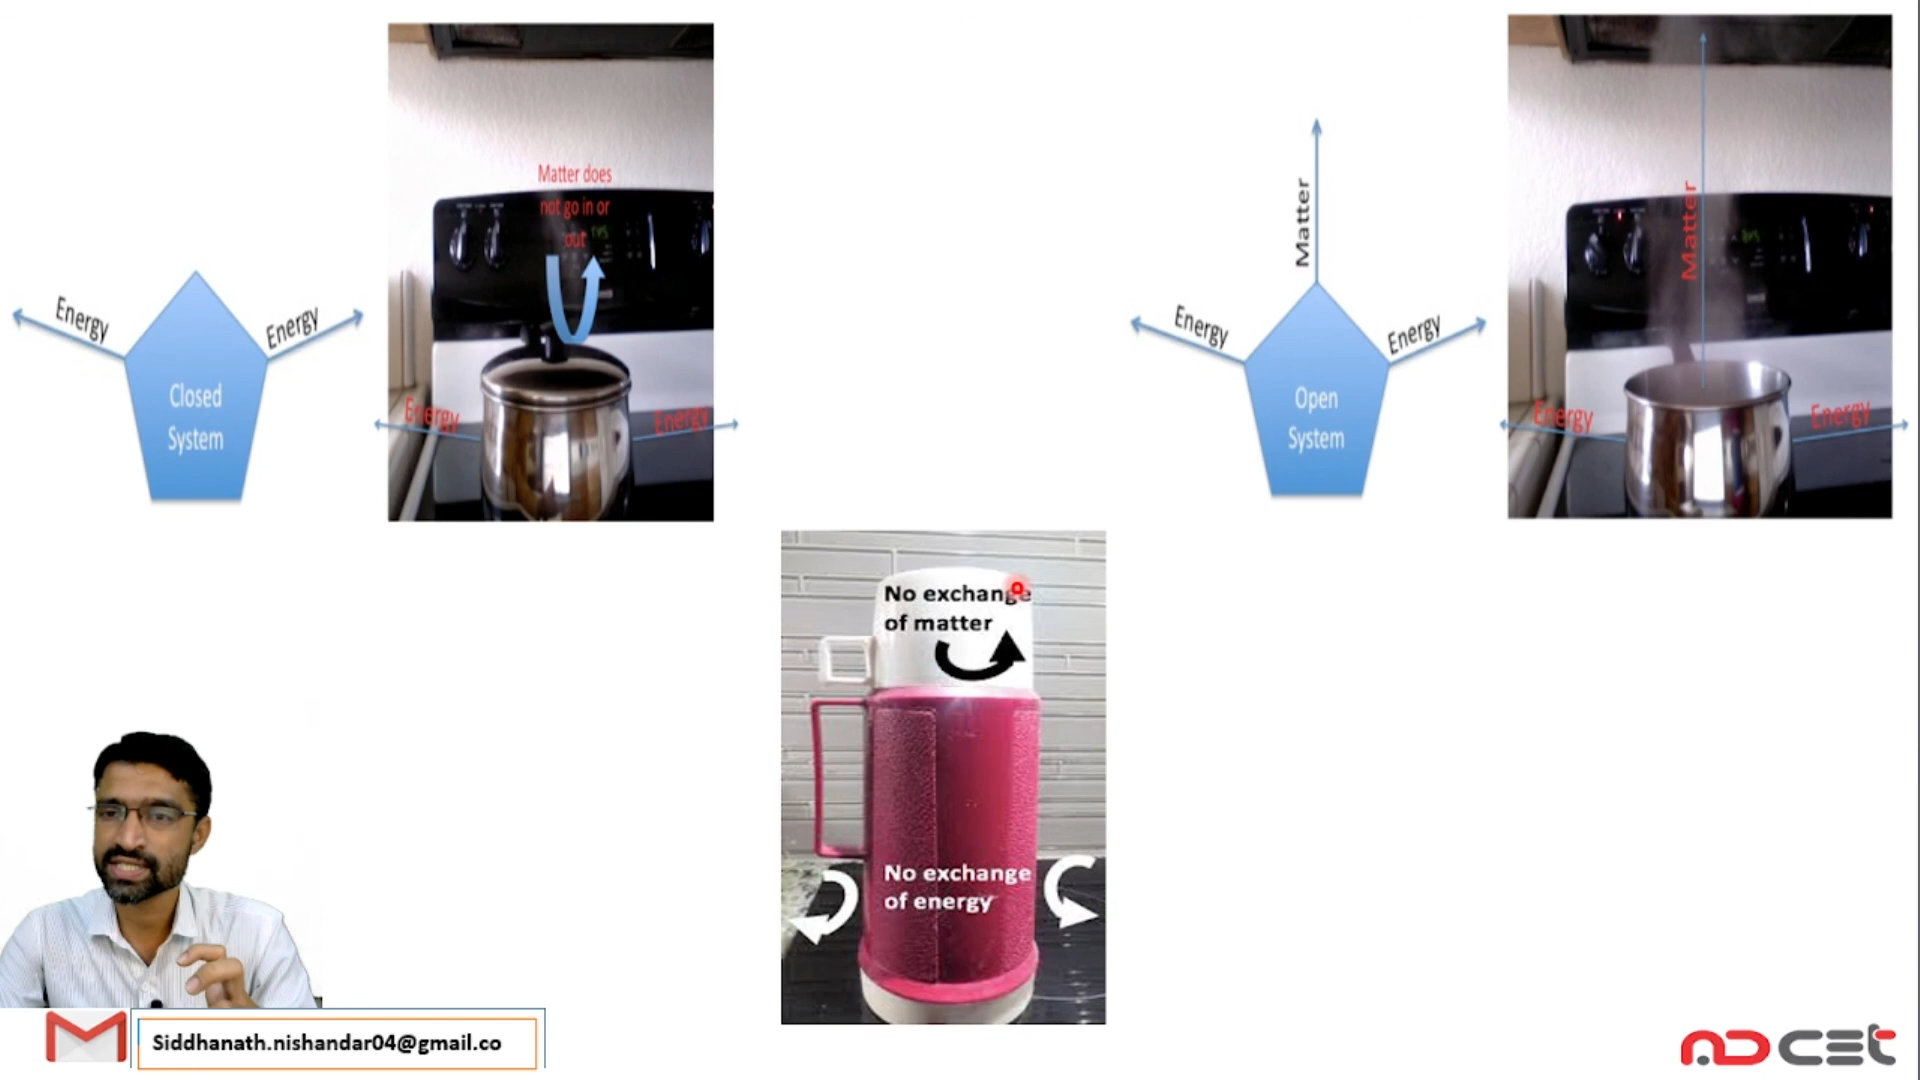 Energy
Energy
Closed
System
Matter does
not go in or
out
Energy
Energy
Matter
Energy
Energy
Open
System
Matter
Energy
Energy
No exchange
of matter
No exchange
of energy
Siddhanath.nishandar04@gmail.co
ADCET